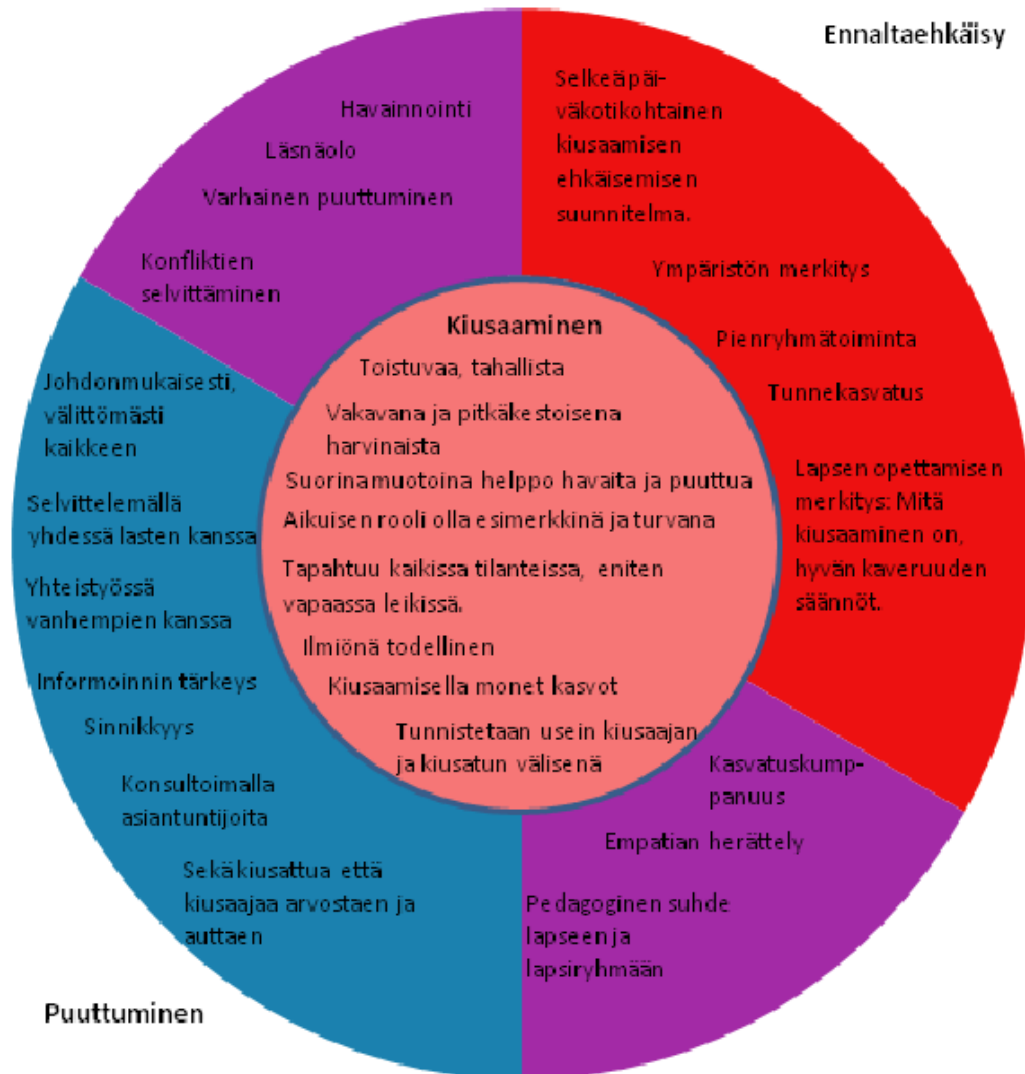 Ennaltaehkäisy
Selkeäpäi-
väkotikohtainen
kiusaamisen
ehkäisemisen
suunnitelma.
Ympäristön merkitys
Pienryhmätoiminta
Tunnekasvatus
Lapsen opettamisen
merkitys: Mitä
kiusaaminen on,
hyvän kaveruuden
säännöt.
Havainnointi
Läsnäolo
Varhainen puuttuminen
Konfliktien
selvittäminen
Kiusaaminen
Toistuvaa, tahallista
Vakavana ja pitkäkestoisena
harvinaista
Suorina muotoina helppo havaita ja puuttua
Aikuisen rooli olla esimerkkinä ja turvana
Tapahtuu kaikissa tilanteissa, eniten
vapaassa leikissä.
Ilmiönä todellinen
Kiusaamisella monet kasvot
Tunnistetaan usein kiusaajan
ja kiusatun välisenä
Johdonmukaisesti,
välittömästi
kaikkeen
Selvittelemällä
yhdessä lasten kanssa
Yhteistyössä
vanhempien kanssa
Informoinnin tärkeys
Sinnikkyys
Konsultoimalla
asiantuntijoita
Sekä kiusattua että
kiusaajaa arvostaen ja
auttaen
Kasvatuskump-
panuus
Empatian herättely
Pedagoginen suhde
lapseen ja
lapsiryhmään
Puuttuminen